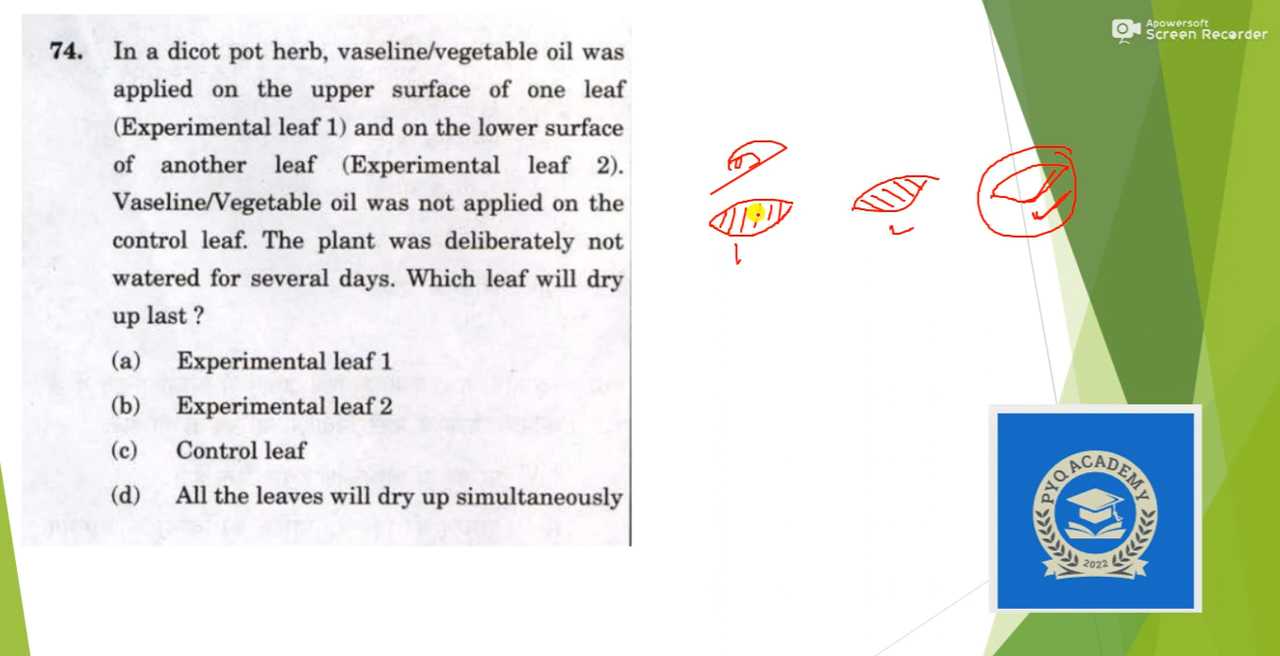 Apowersoft
Screen Recorder
74. In a dicot pot herb, vaseline/vegetable oil was
applied on the upper surface of one leaf
(Experimental leaf 1) and on the lower surface
of another leaf (Experimental leaf 2).
Vaseline/Vegetable oil was not applied on the
control leaf. The plant was deliberately not
watered for several days. Which leaf will dry
up last ?
(a) Experimental leaf 1
(b) Experimental leaf 2
(c) Control leaf
(d) All the leaves will dry up simultaneously
PYQ ACADEMY
2022